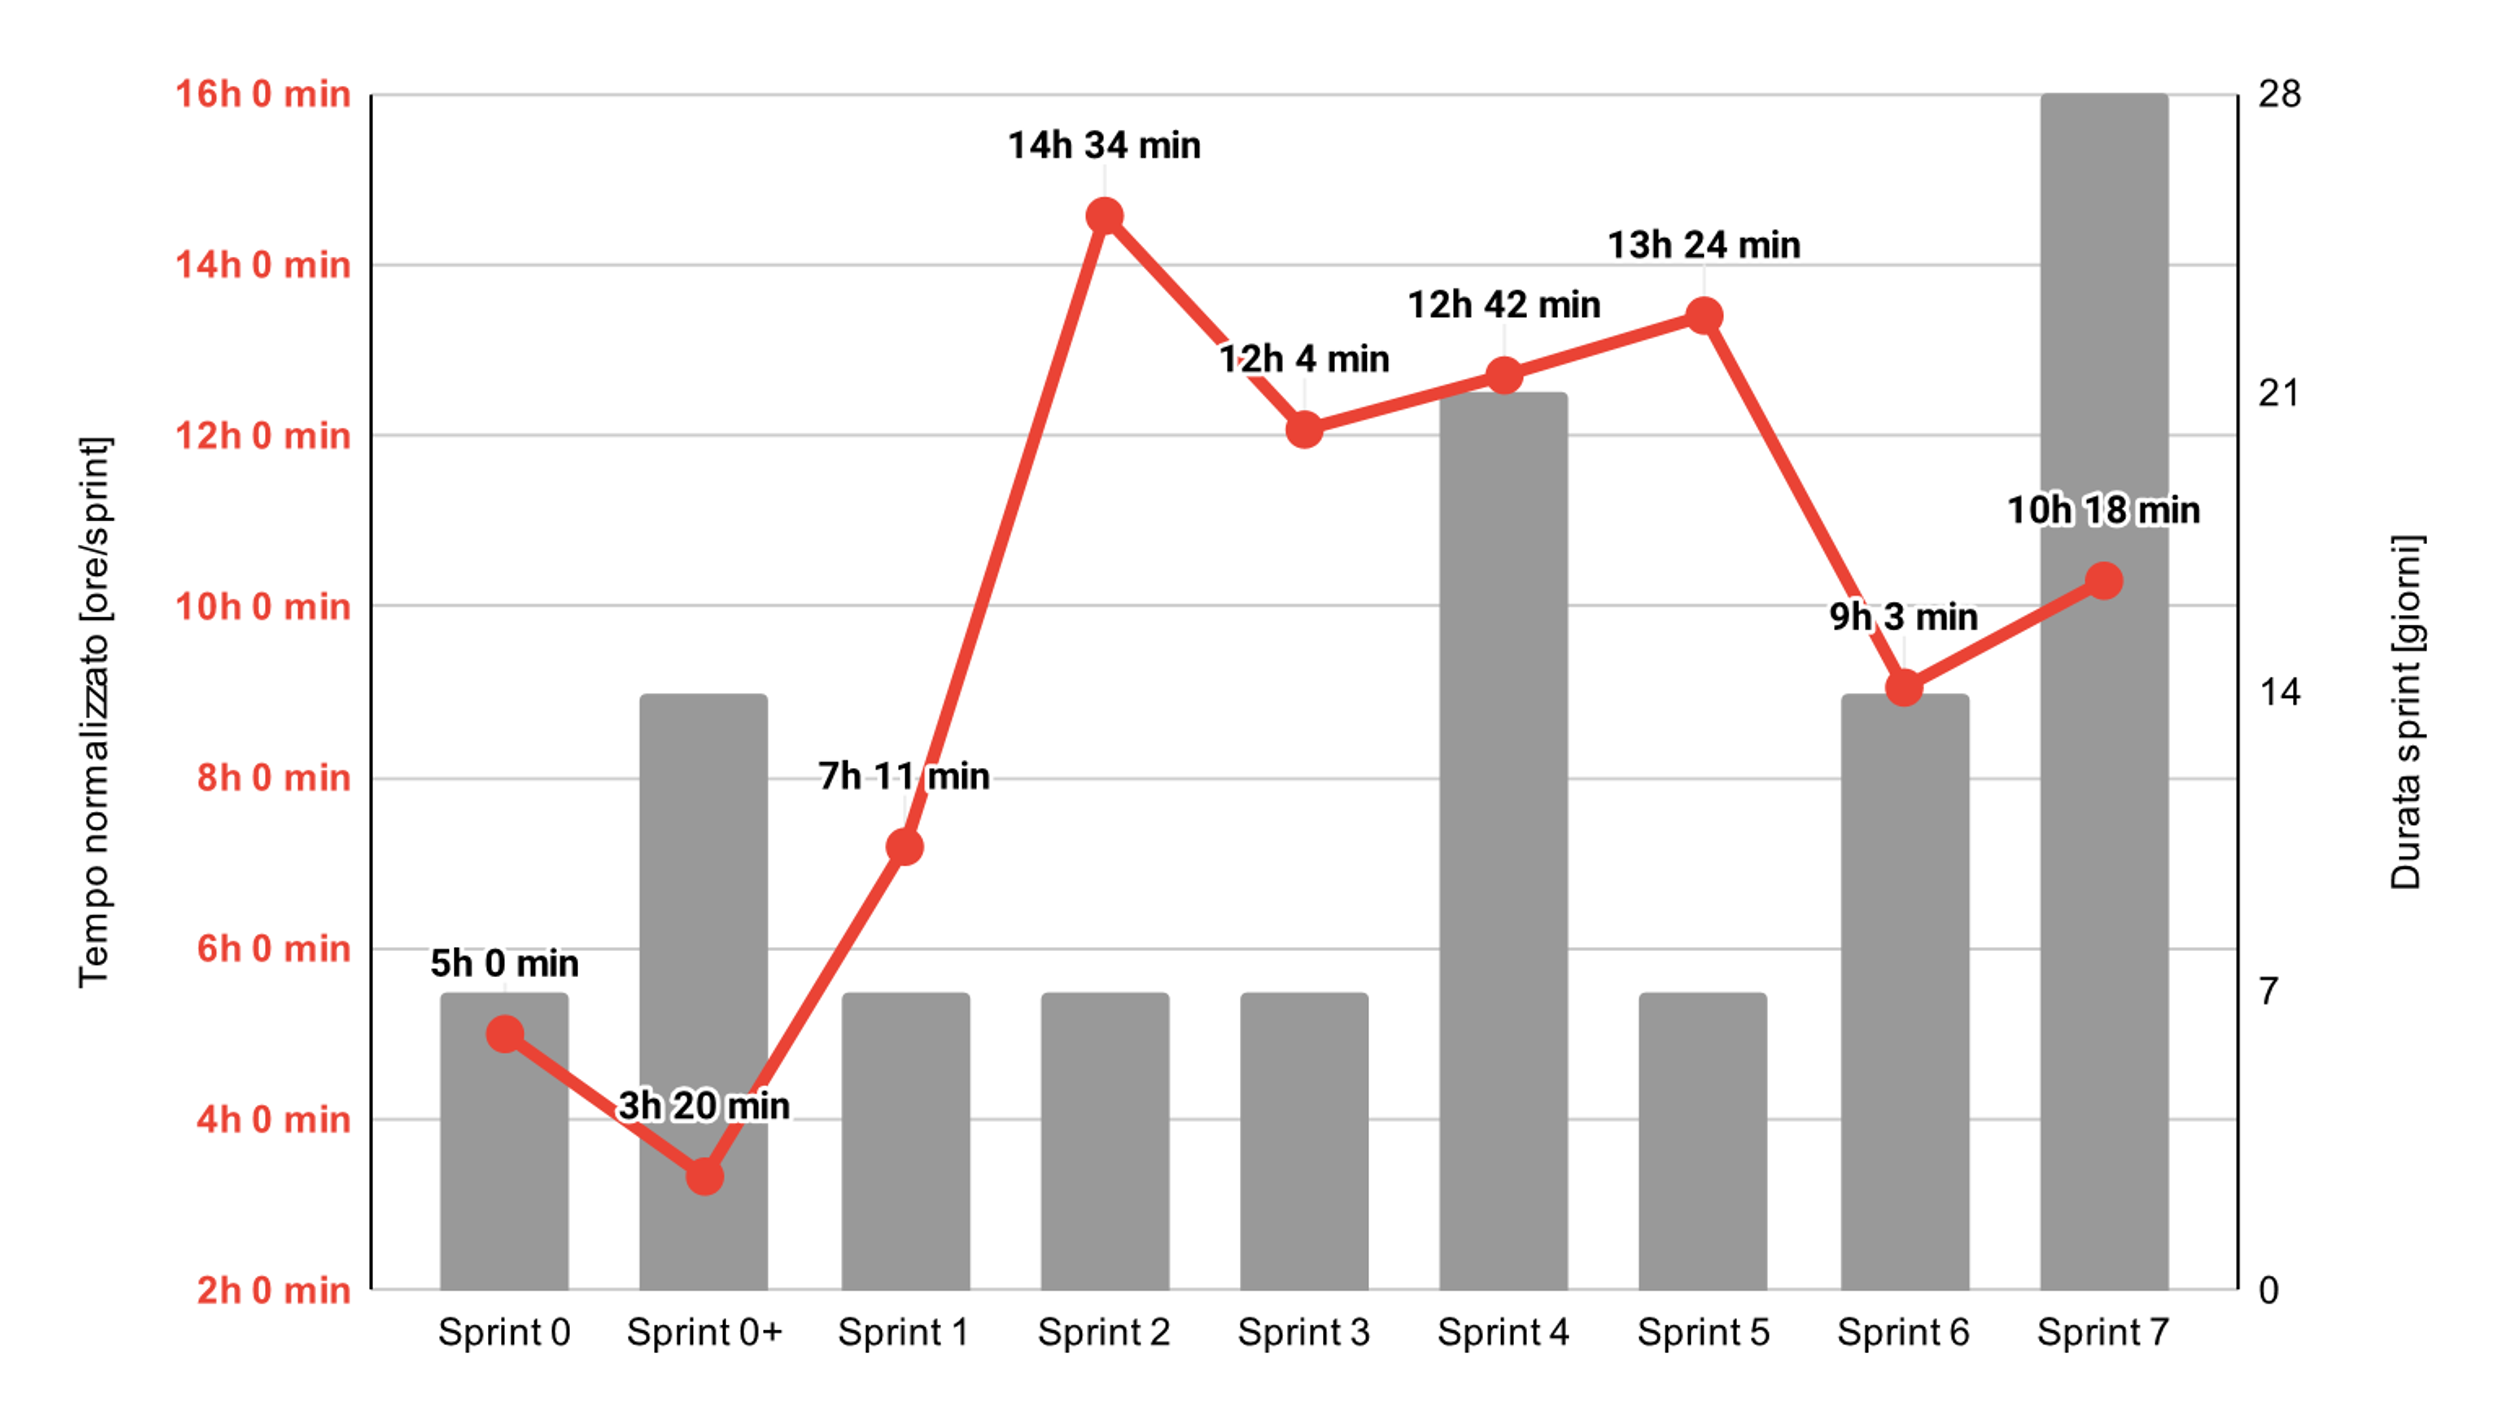 Tempo normalizzato [ore/sprint]
16h 0 min
14h 0 min
12h 0 min
10h 0 min
8h 0 min
6h 0 min
4h 0 min
2h 0 min
5h 0 min
3h 20 min
7h 11 min
14h 34 min
12h 4 min
12h 42 min
13h 24 min
9h 3 min
10h 18 min
28
21
14
7
0
Durata sprint [giorni]
Sprint 0
Sprint 0+
Sprint 1
Sprint 2
Sprint 3
Sprint 4
Sprint 5
Sprint 6
Sprint 7